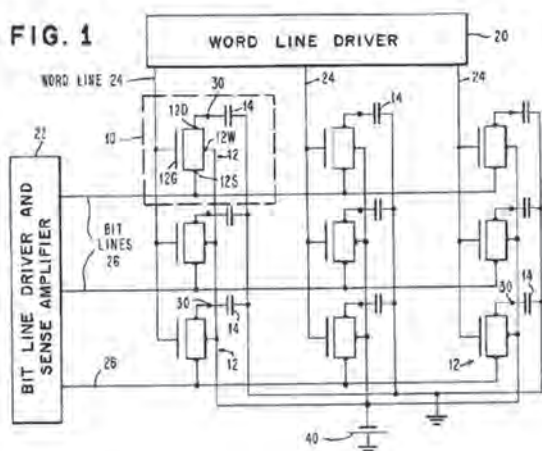 FIG. 1
WORD LINE DRIVER
20
WORD LINE 24
24
24
30
14
12D
12W
12
12G
12S
10
14
22
BIT LINE DRIVER AND
SENSE AMPLIFIER
BIT
LINES
26
30
14
30
14
12
12
26
40